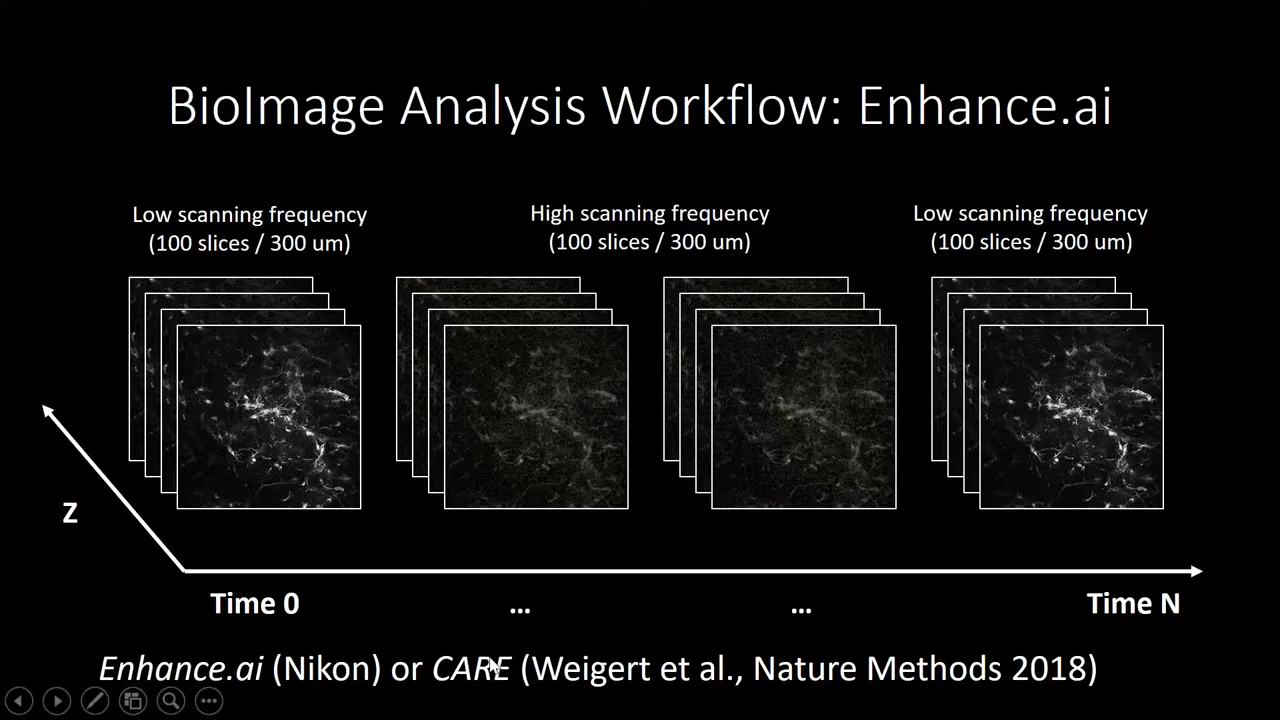 BioImage Analysis Workflow: Enhance.ai
Low scanning frequency
(100 slices / 300 um)
High scanning frequency
(100 slices / 300 um)
Low scanning frequency
(100 slices / 300 um)
Z
Time 0
...
...
Time N
Enhance.ai (Nikon) or CARE (Weigert et al., Nature Methods 2018)